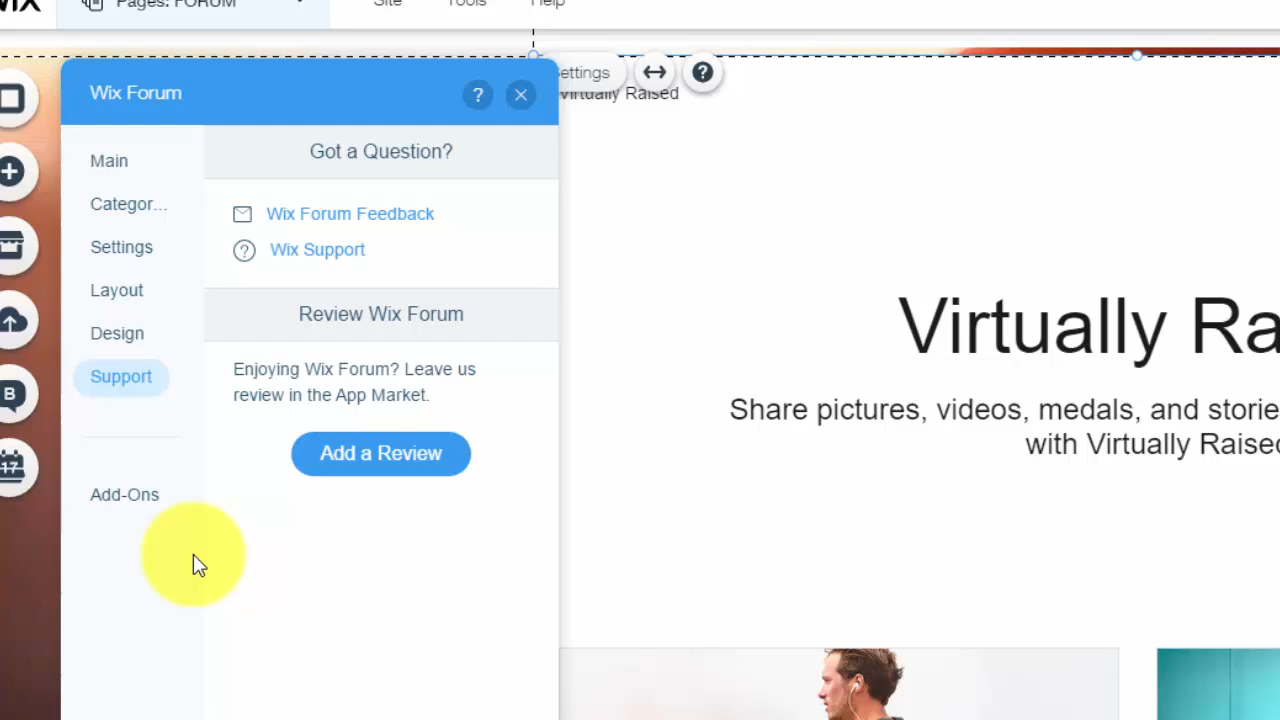 WIX
Pages: FORUM
Site
Tools
Help
Wix Forum
?
Settings
?
Virtually Raised
Main
Categor...
Settings
Layout
Design
Support
Add-Ons
Got a Question?
Wix Forum Feedback
? Wix Support
Review Wix Forum
Enjoying Wix Forum? Leave us
review in the App Market.
Add a Review
B
17
Virtually Ra
Share pictures, videos, medals, and storie
with Virtually Raised